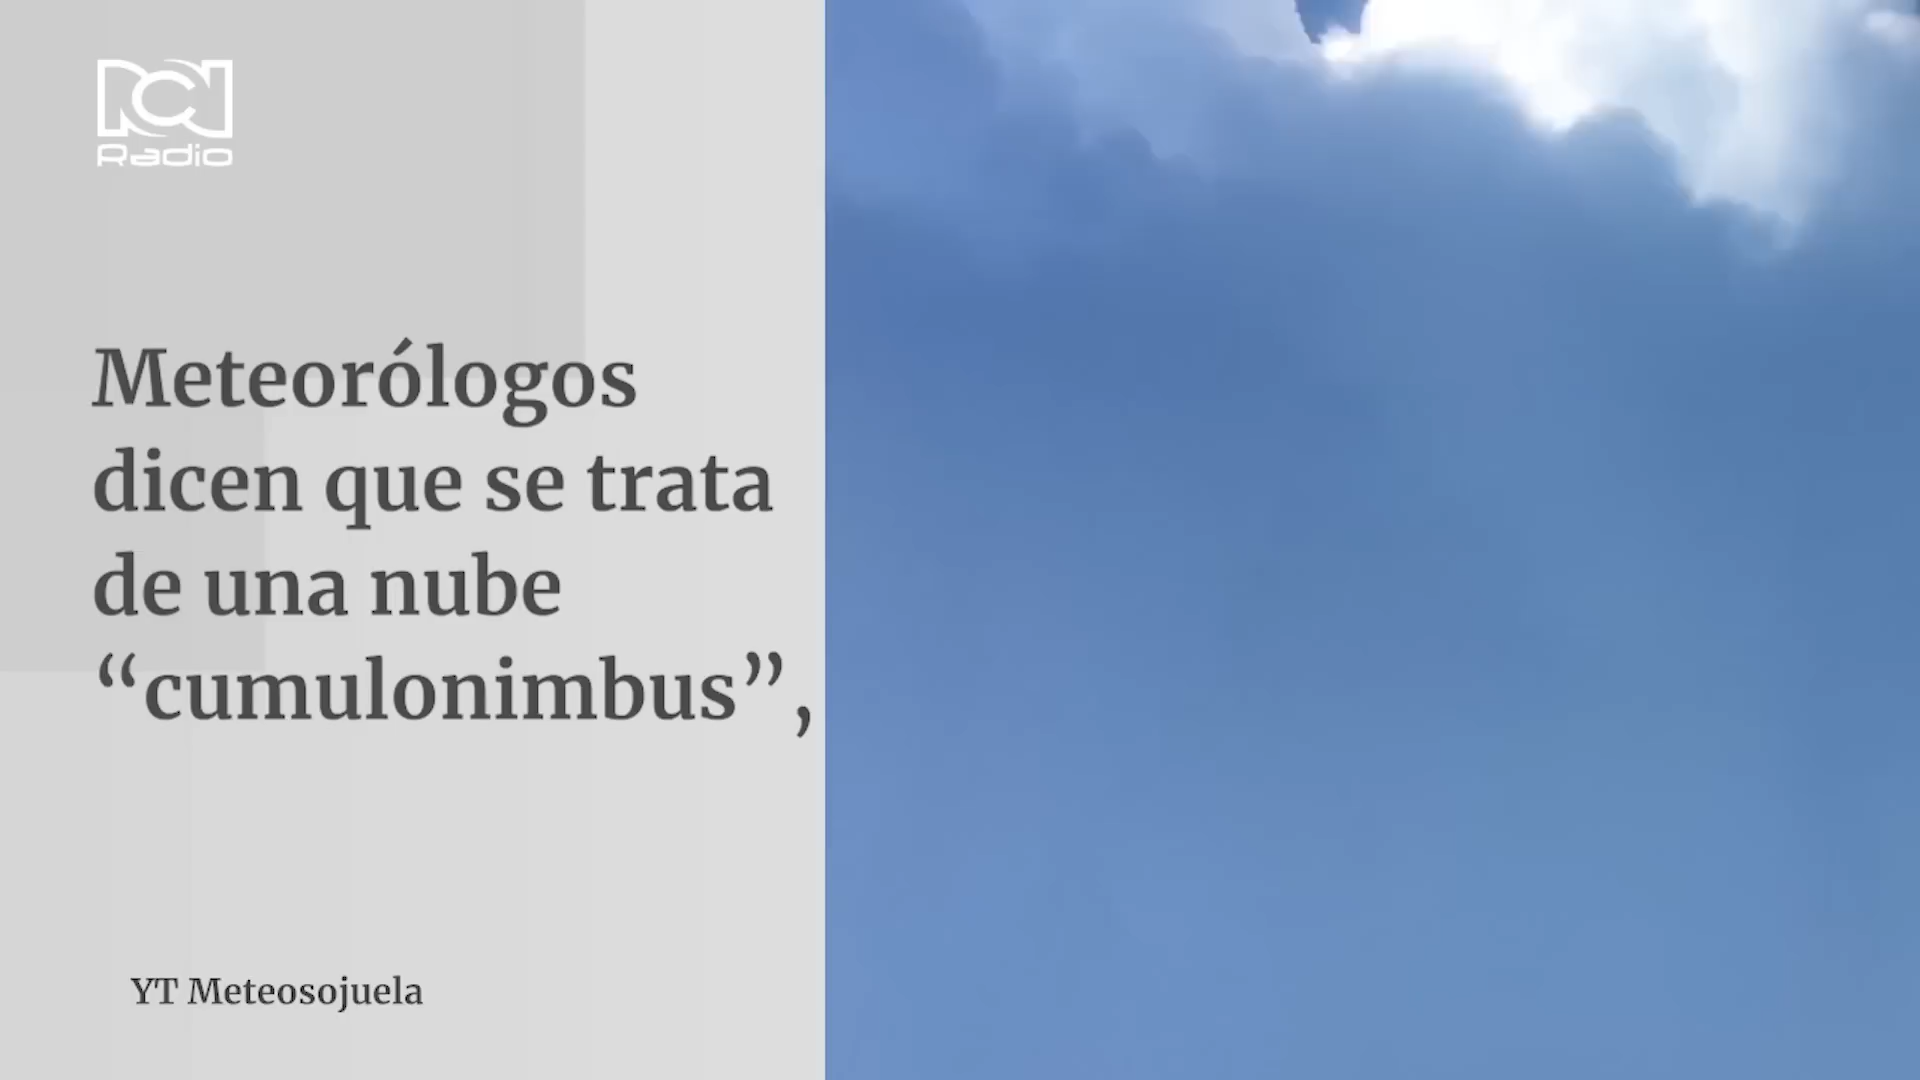 RCN
Radio
Meteorólogos
dicen que se trata
de una nube
“cumulonimbus”,
YT Meteosojuela